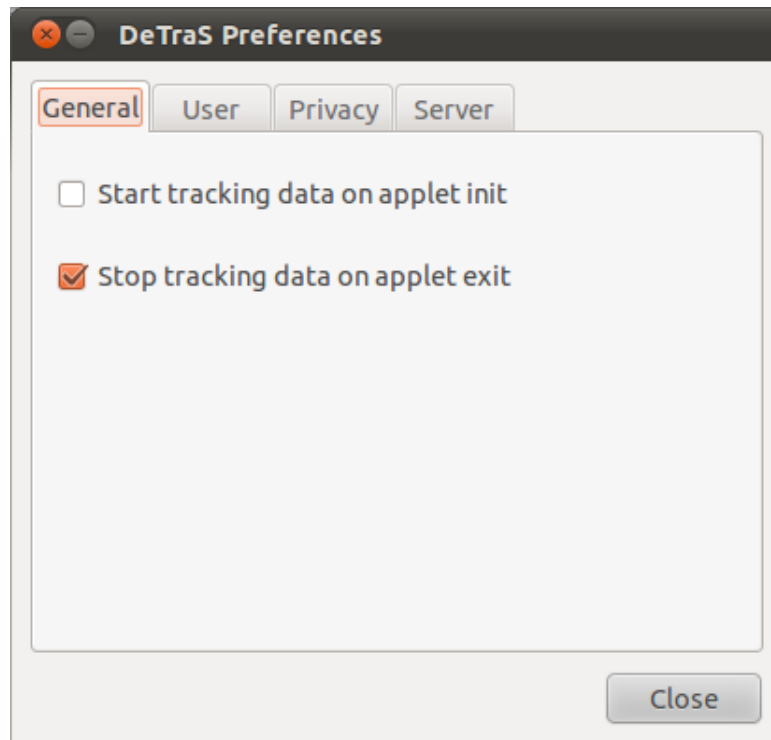 DeTraS Preferences
General User Privacy Server
Start tracking data on applet init
Stop tracking data on applet exit
Close